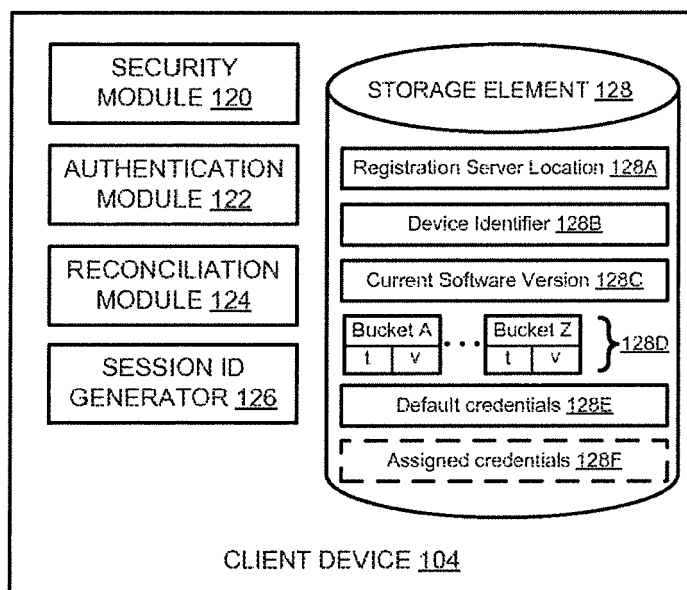 SECURITY
MODULE 120
AUTHENTICATION
MODULE 122
RECONCILIATION
MODULE 124
SESSION ID
GENERATOR 126
STORAGE ELEMENT 128
Registration Server Location 128A
Device Identifier 128B
Current Software Version 128C
Bucket A ... Bucket Z
t v t v
128D
Default credentials 128E
Assigned credentials 128F
CLIENT DEVICE 104